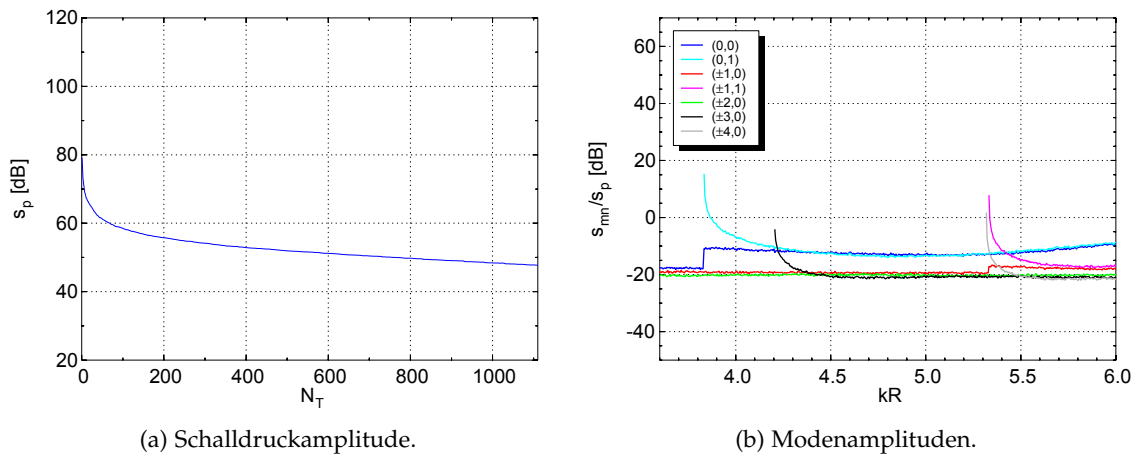 120
100
80
60
40
20
s_p [dB]
0 200 400 600 800 1000
N_T
(a) Schalldruckamplitude.
60
40
20
0
-20
-40
s_mn/s_p [dB]
(0,0)
(0,1)
(±1,0)
(±1,1)
(±2,0)
(±3,0)
(±4,0)
4.0 4.5 5.0 5.5 6.0
kR
(b) Modenamplituden.